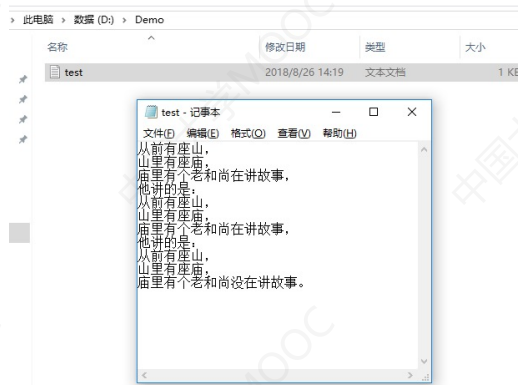 此电脑 › 数据 (D:) › Demo
名称 修改日期 类型 大小
test 2018/8/26 14:19 文本文档 1 KE
test - 记事本
文件(F) 编辑(E) 格式(O) 查看(V) 帮助(H)
从前有座山，
山里有座庙，
庙里有个老和尚在讲故事，
他讲的是：
从前有座山，
山里有座庙，
庙里有个老和尚在讲故事，
他讲的是：
从前有座山，
山里有座庙，
庙里有个老和尚没在讲故事。